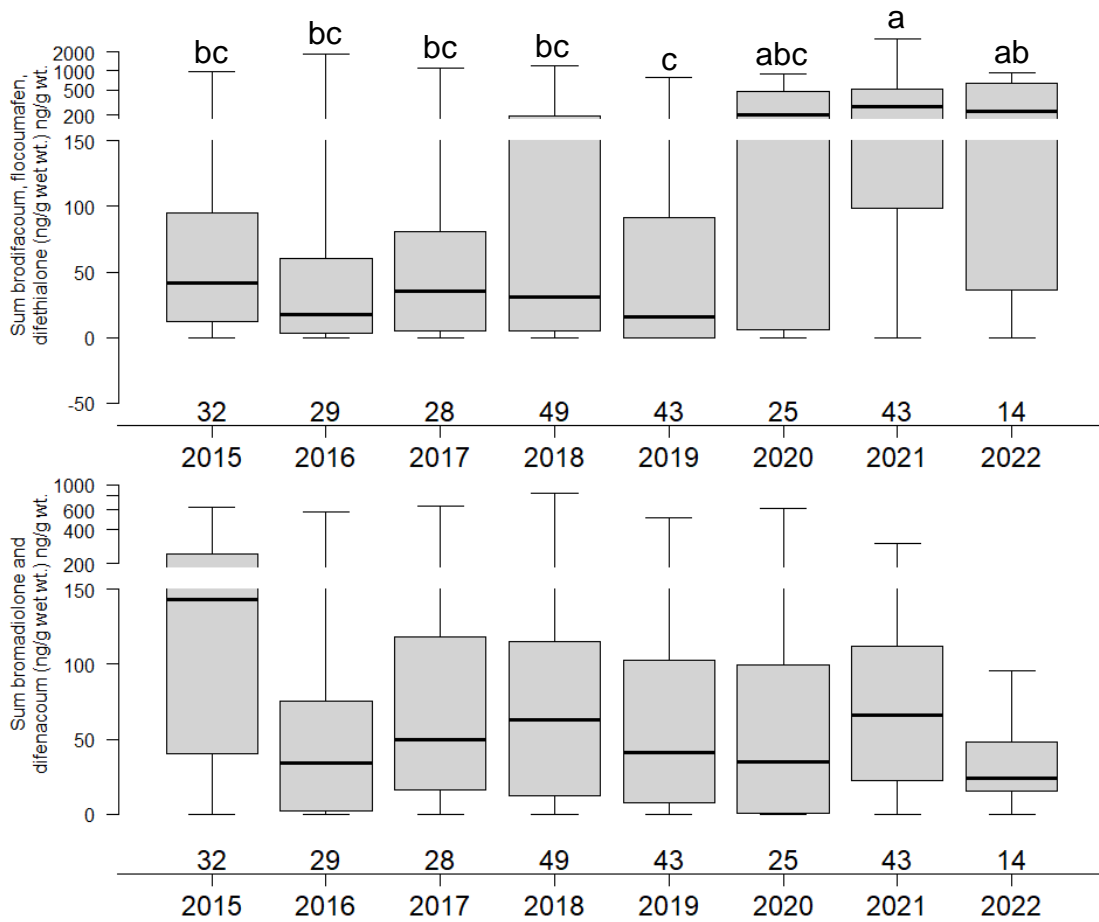 Sum brodifacoum, flocoumafen,
difethialone (ng/g wet wt.) ng/g wt.
2000
1000
500
200
150
100
50
0
-50
bc
bc
bc
bc
c
abc
a
ab
32 29 28 49 43 25 43 14
2015 2016 2017 2018 2019 2020 2021 2022
Sum bromadiolone and
difenacoum (ng/g wet wt.) ng/g wt.
1000
600
400
200
150
100
50
0
32 29 28 49 43 25 43 14
2015 2016 2017 2018 2019 2020 2021 2022